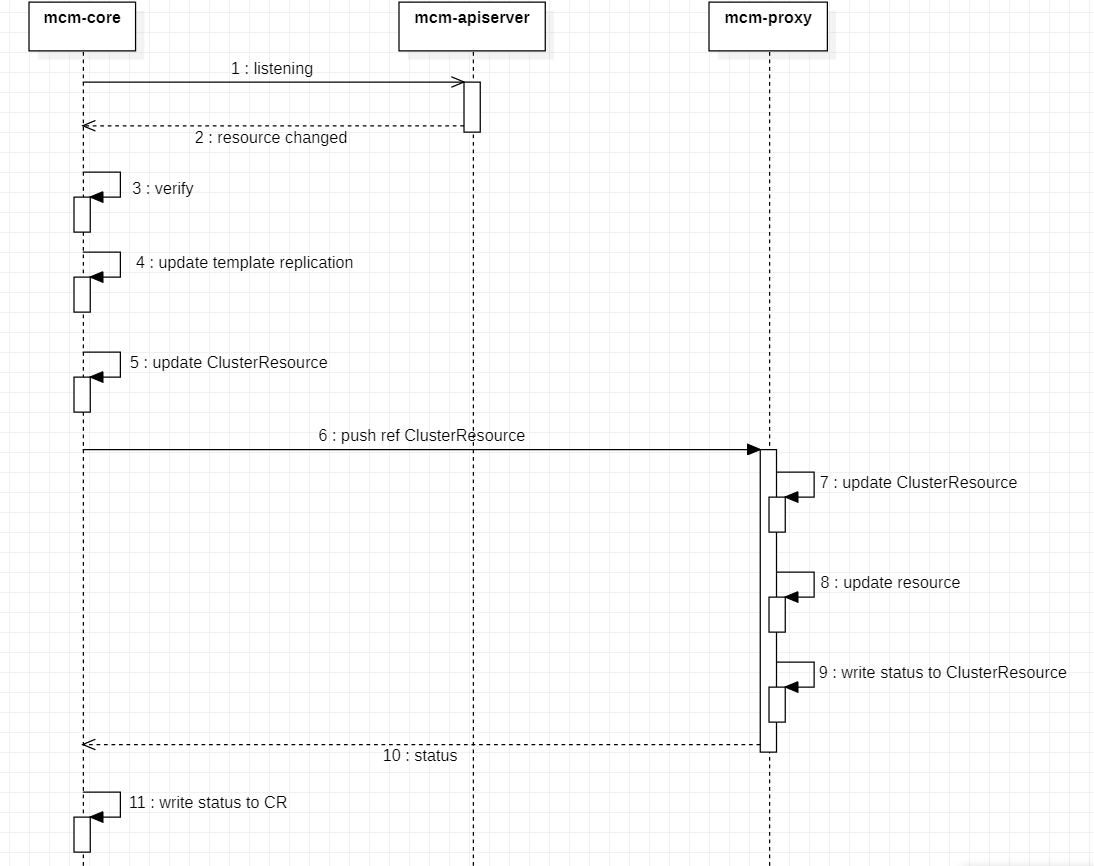 mcm-core
mcm-apiserver
mcm-proxy
1 : listening
2 : resource changed
3 : verify
4 : update template replication
5 : update ClusterResource
6 : push ref ClusterResource
7 : update ClusterResource
8 : update resource
9 : write status to ClusterResource
10 : status
11 : write status to CR